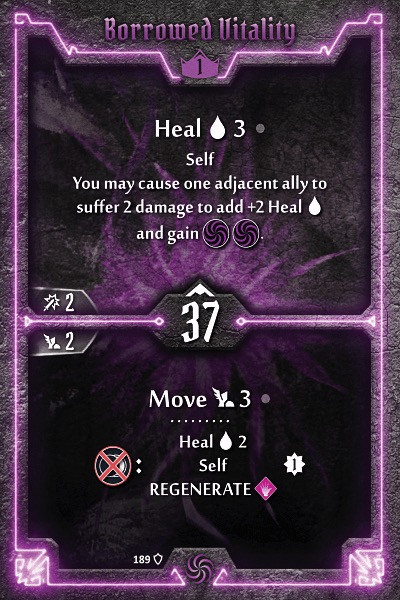 Borrowed Vitality
1
Heal 3
Self
You may cause one adjacent ally to
suffer 2 damage to add +2 Heal
and gain .
2
37
2
Move 3
Heal 2
: Self 1
REGENERATE
189